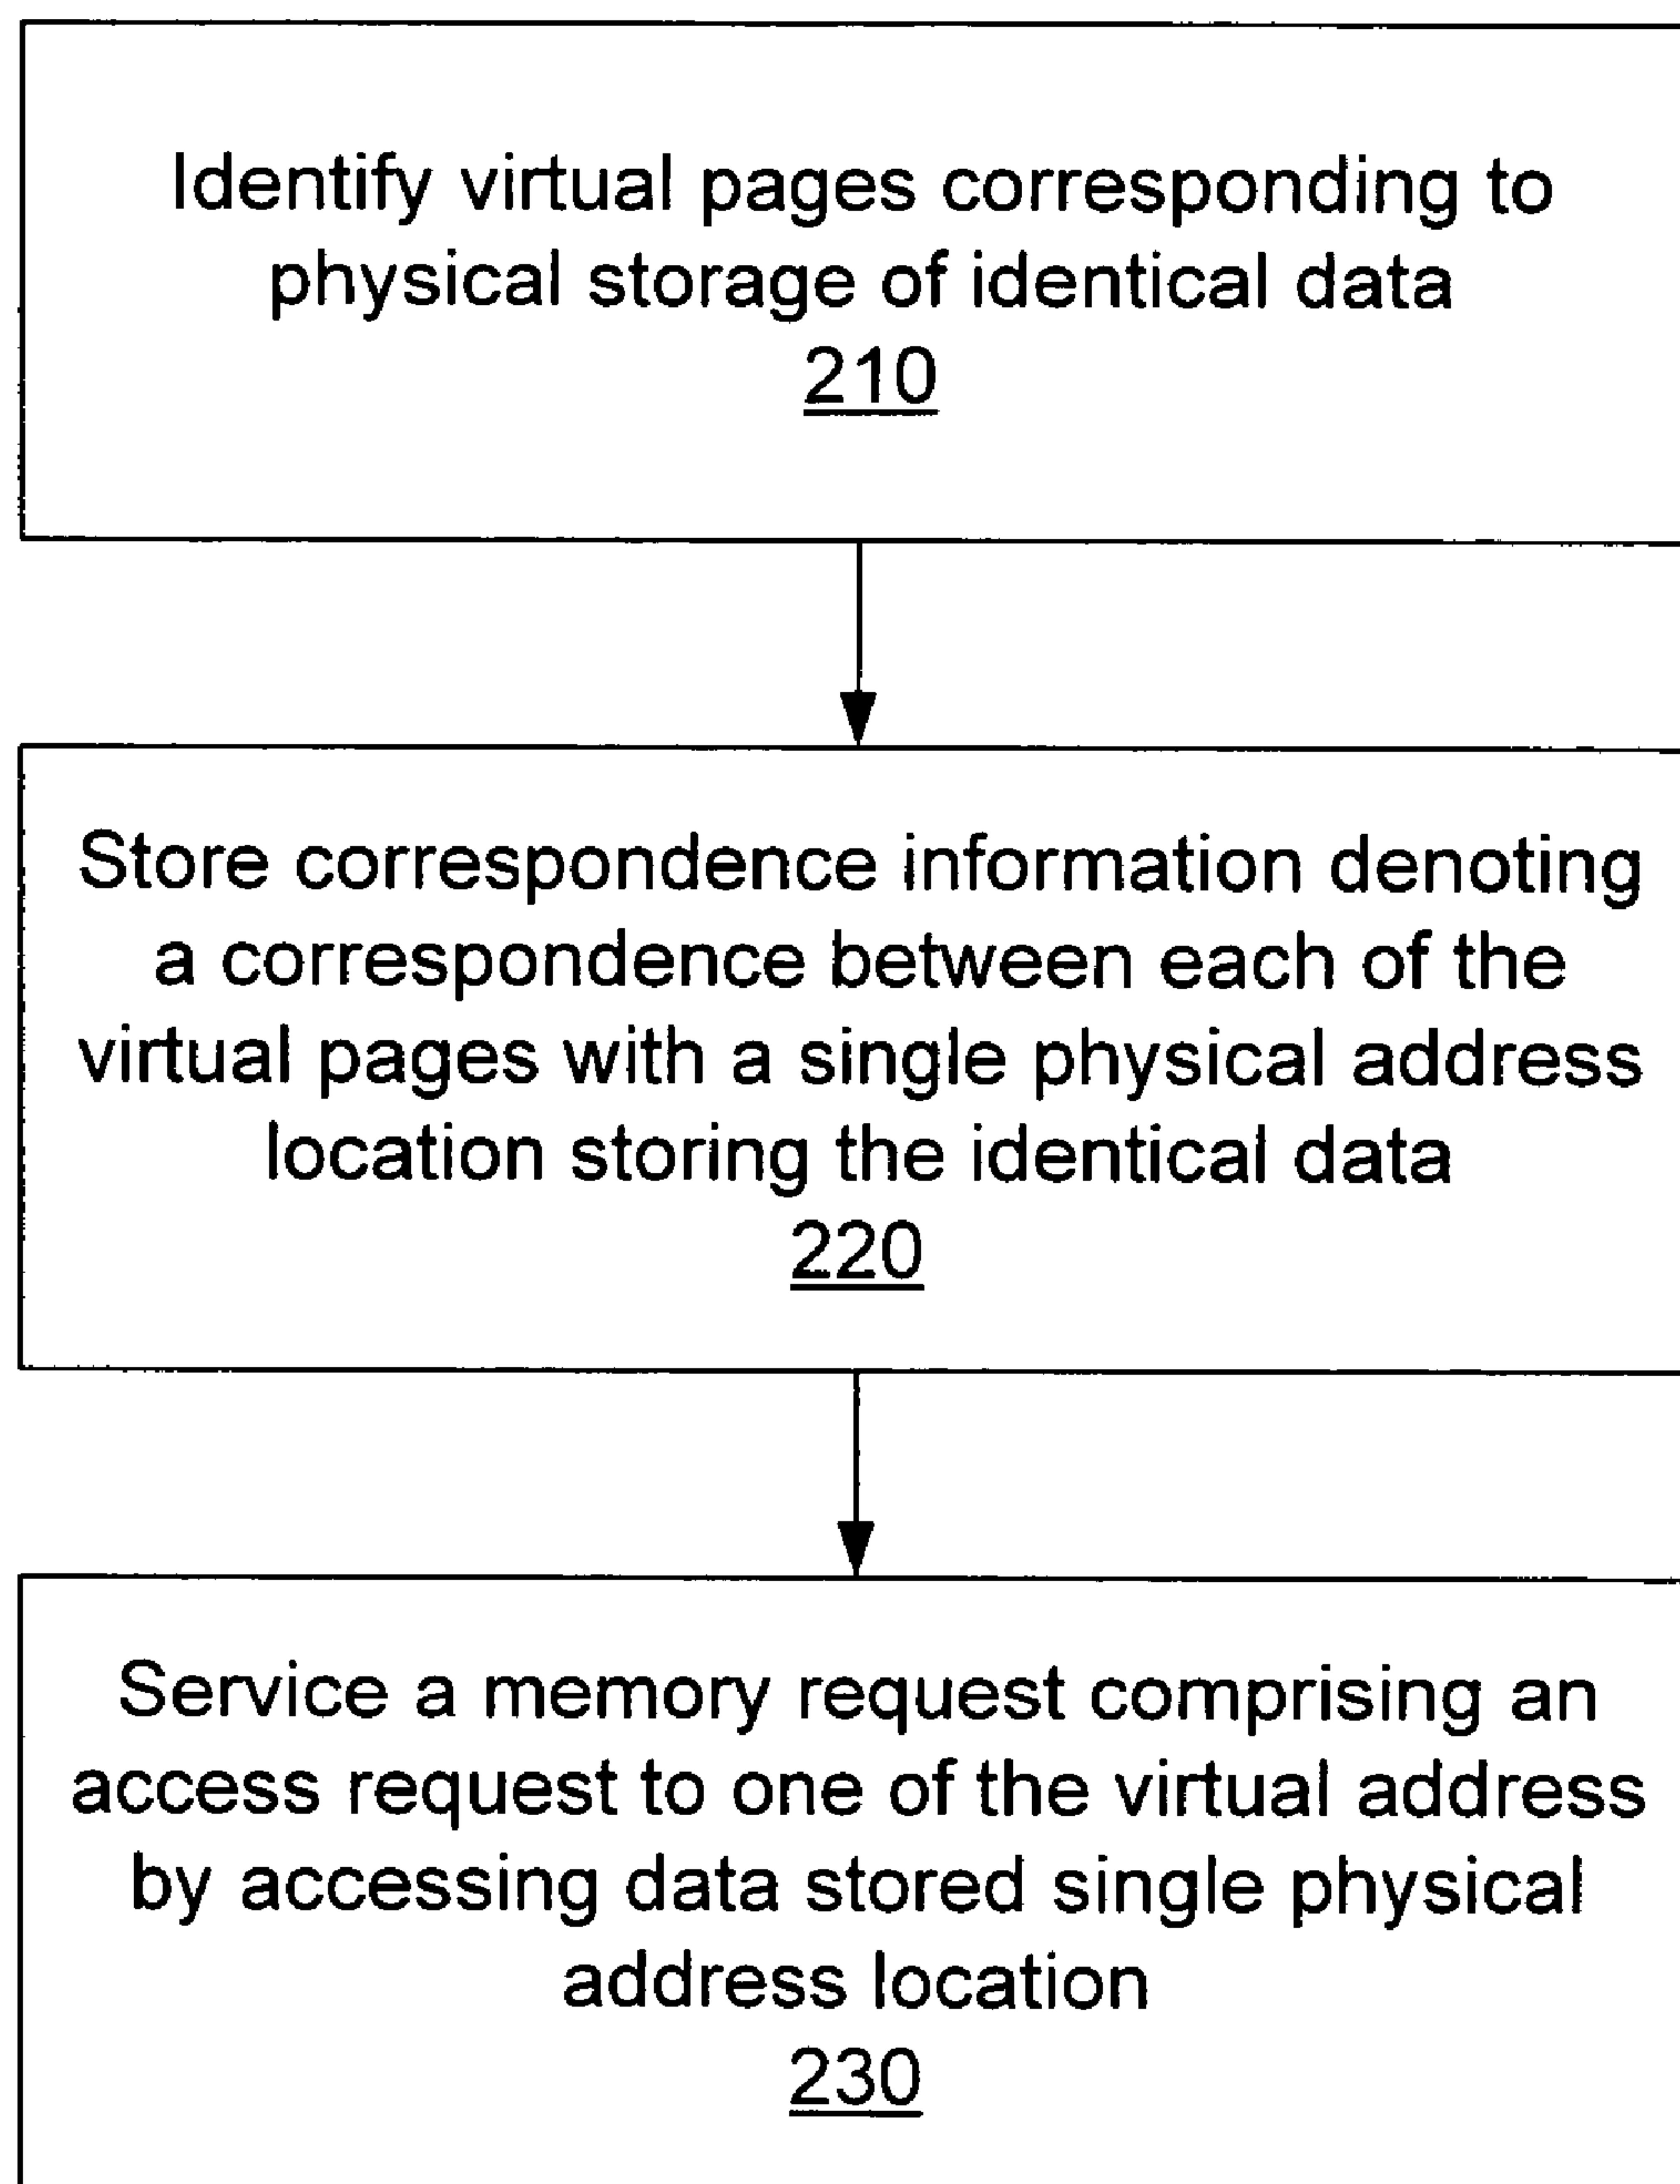 Identify virtual pages corresponding to
physical storage of identical data
210
Store correspondence information denoting
a correspondence between each of the
virtual pages with a single physical address
location storing the identical data
220
Service a memory request comprising an
access request to one of the virtual address
by accessing data stored single physical
address location
230